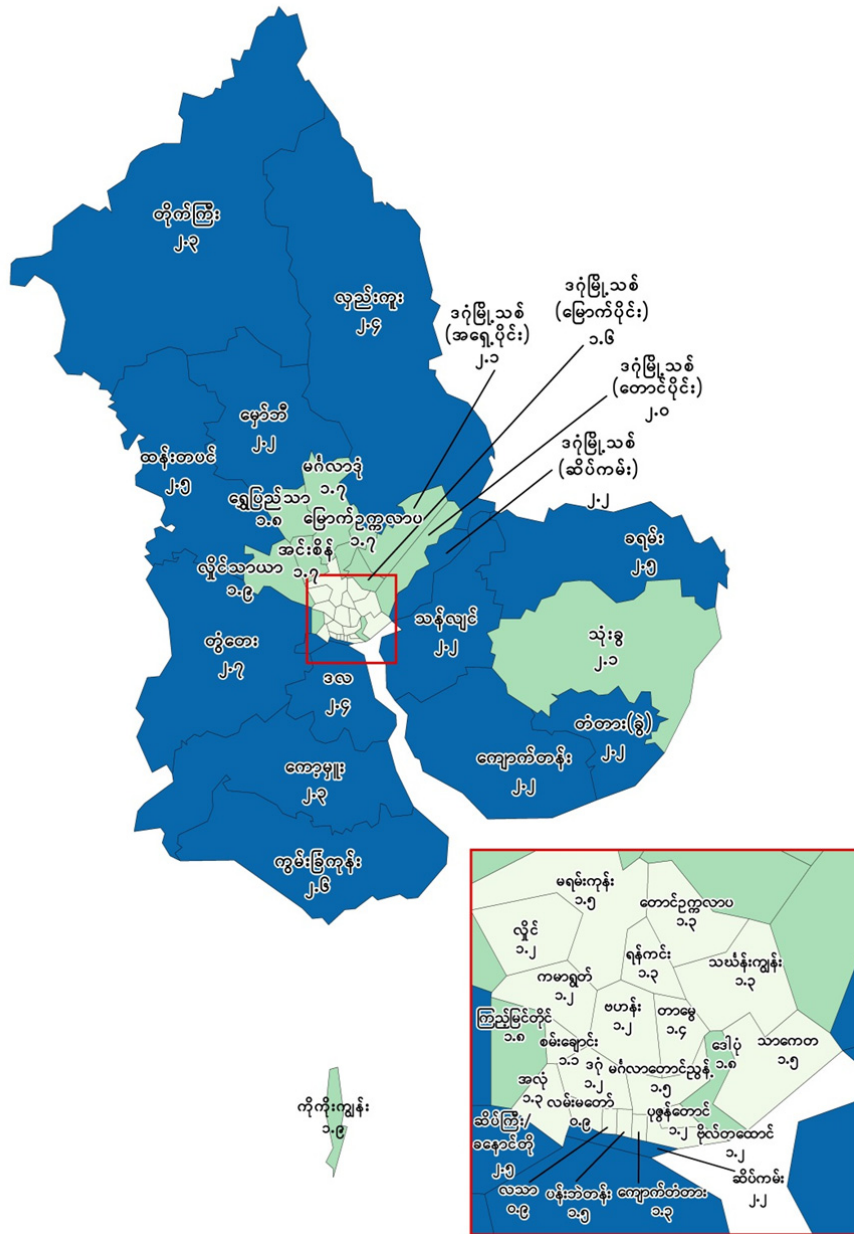 တိုက်ကြီး
၂.၃
လှည်းကူး
၂.၄
ဒဂုံမြို့သစ်
(မြောက်ပိုင်း)
၁.၆
ဒဂုံမြို့သစ်
(အရှေ့ပိုင်း)
၂.၁
ဒဂုံမြို့သစ်
(တောင်ပိုင်း)
၂.၀
ဒဂုံမြို့သစ်
(ဆိပ်ကမ်း)
၂.၂
မှော်ဘီ
၂.၂
ထန်းတပင်
၂.၅
မင်္ဂလာဒုံ
၁.၇
ရွှေပြည်သာ
၁.၈
မြောက်ဥက္ကလာပ
၁.၇
အင်းစိန်
၁.၇
လှိုင်သာယာ
၁.၉
ခရမ်း
၂.၅
သုံးခွ
၂.၁
သန်လျင်
၂.၂
တွံတေး
၂.၇
ဒလ
၂.၄
တံတား(ခွဲ)
၂.၂
ကျောက်တန်း
၂.၂
ကော့မှူး
၂.၃
ကွမ်းခြံကုန်း
၂.၆
ကိုကိုးကျွန်း
၁.၉
မရမ်းကုန်း
၁.၅
တောင်ဥက္ကလာပ
၁.၃
လှိုင်
၁.၂
ရန်ကင်း
၁.၃
သင်္ဃန်းကျွန်း
၁.၃
ကမာရွတ်
၁.၂
ဗဟန်း
၁.၂
တာမွေ
၁.၄
ကြည့်မြင်တိုင်
၁.၈
စမ်းချောင်း
၁.၁
ဒေါပုံ
၁.၈
သာကေတ
၁.၅
ဒဂုံ
၁.၂
မင်္ဂလာတောင်ညွန့်
၁.၅
အလုံ
၁.၃
လမ်းမတော်
၀.၉
ပုဇွန်တောင်
၁.၂
ဗိုလ်တထောင်
၁.၂
ဆိပ်ကြီး/
ခနောင်တို
၂.၅
လသာ
၀.၉
ပန်းဘဲတန်း
၁.၅
ကျောက်တံတား
၁.၃
ဆိပ်ကမ်း
၂.၂